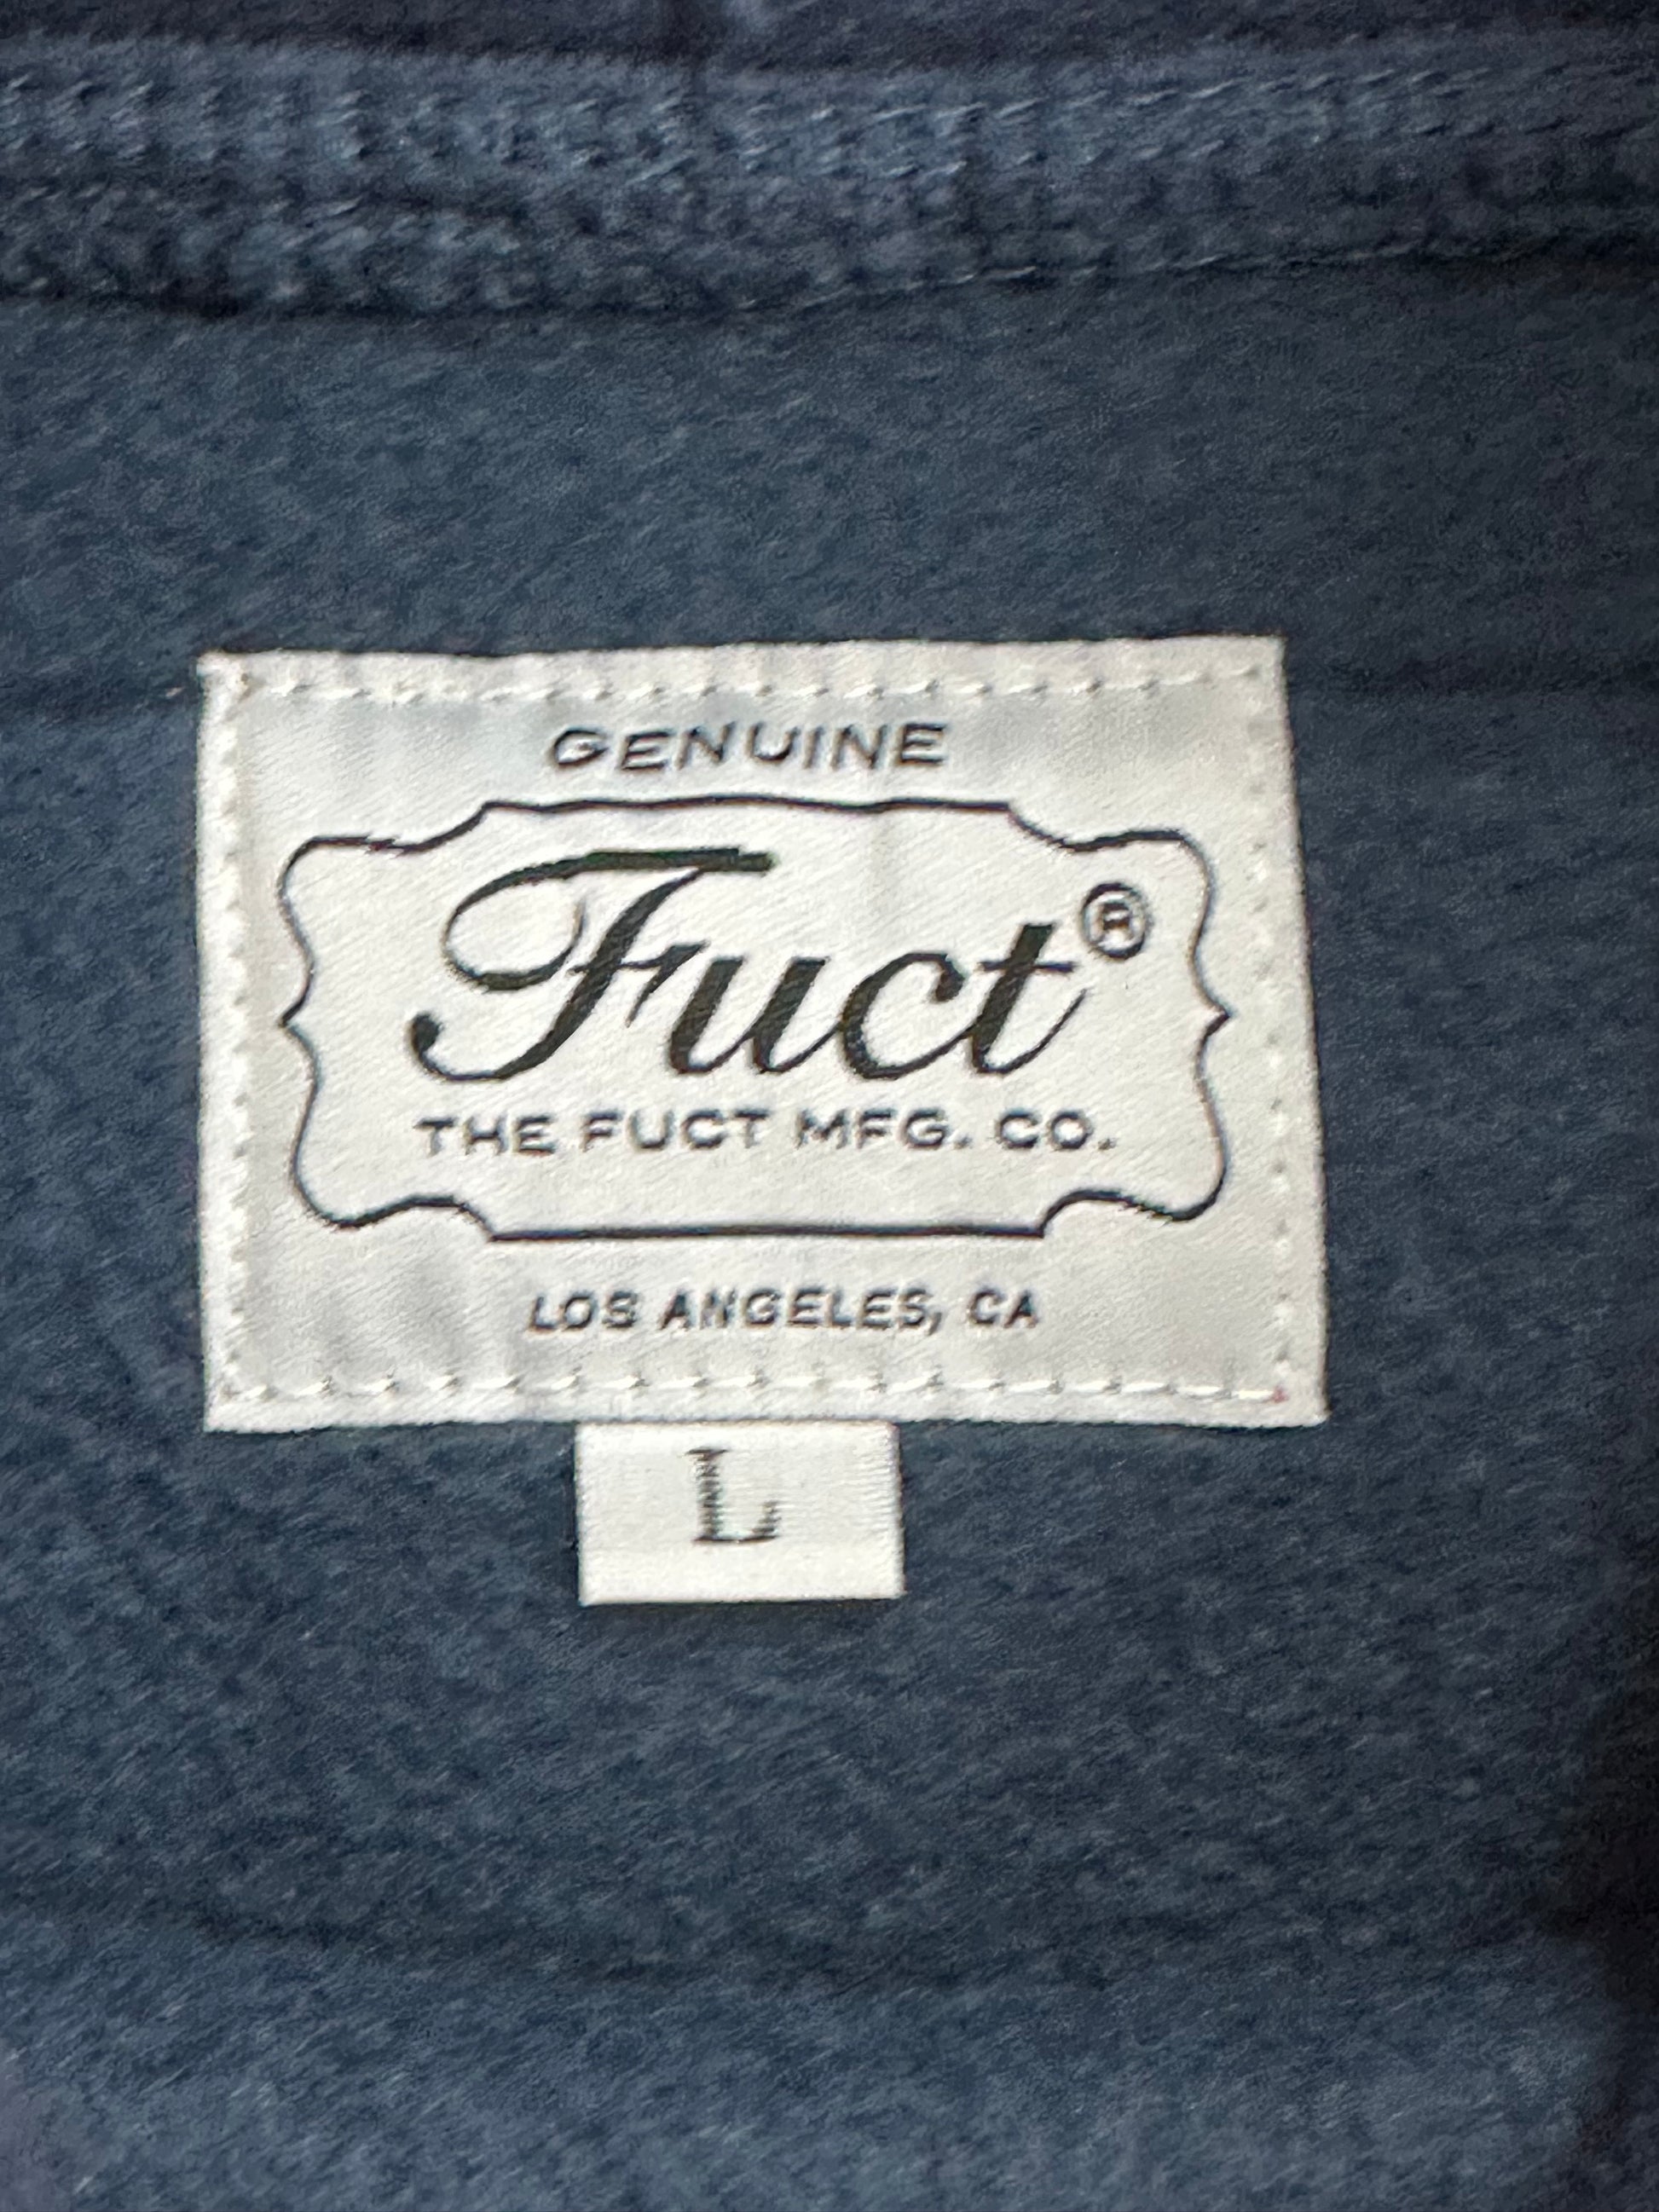 GENUINE
Fuct®
THE FUCT MFG. CO.
LOS ANGELES, CA
L